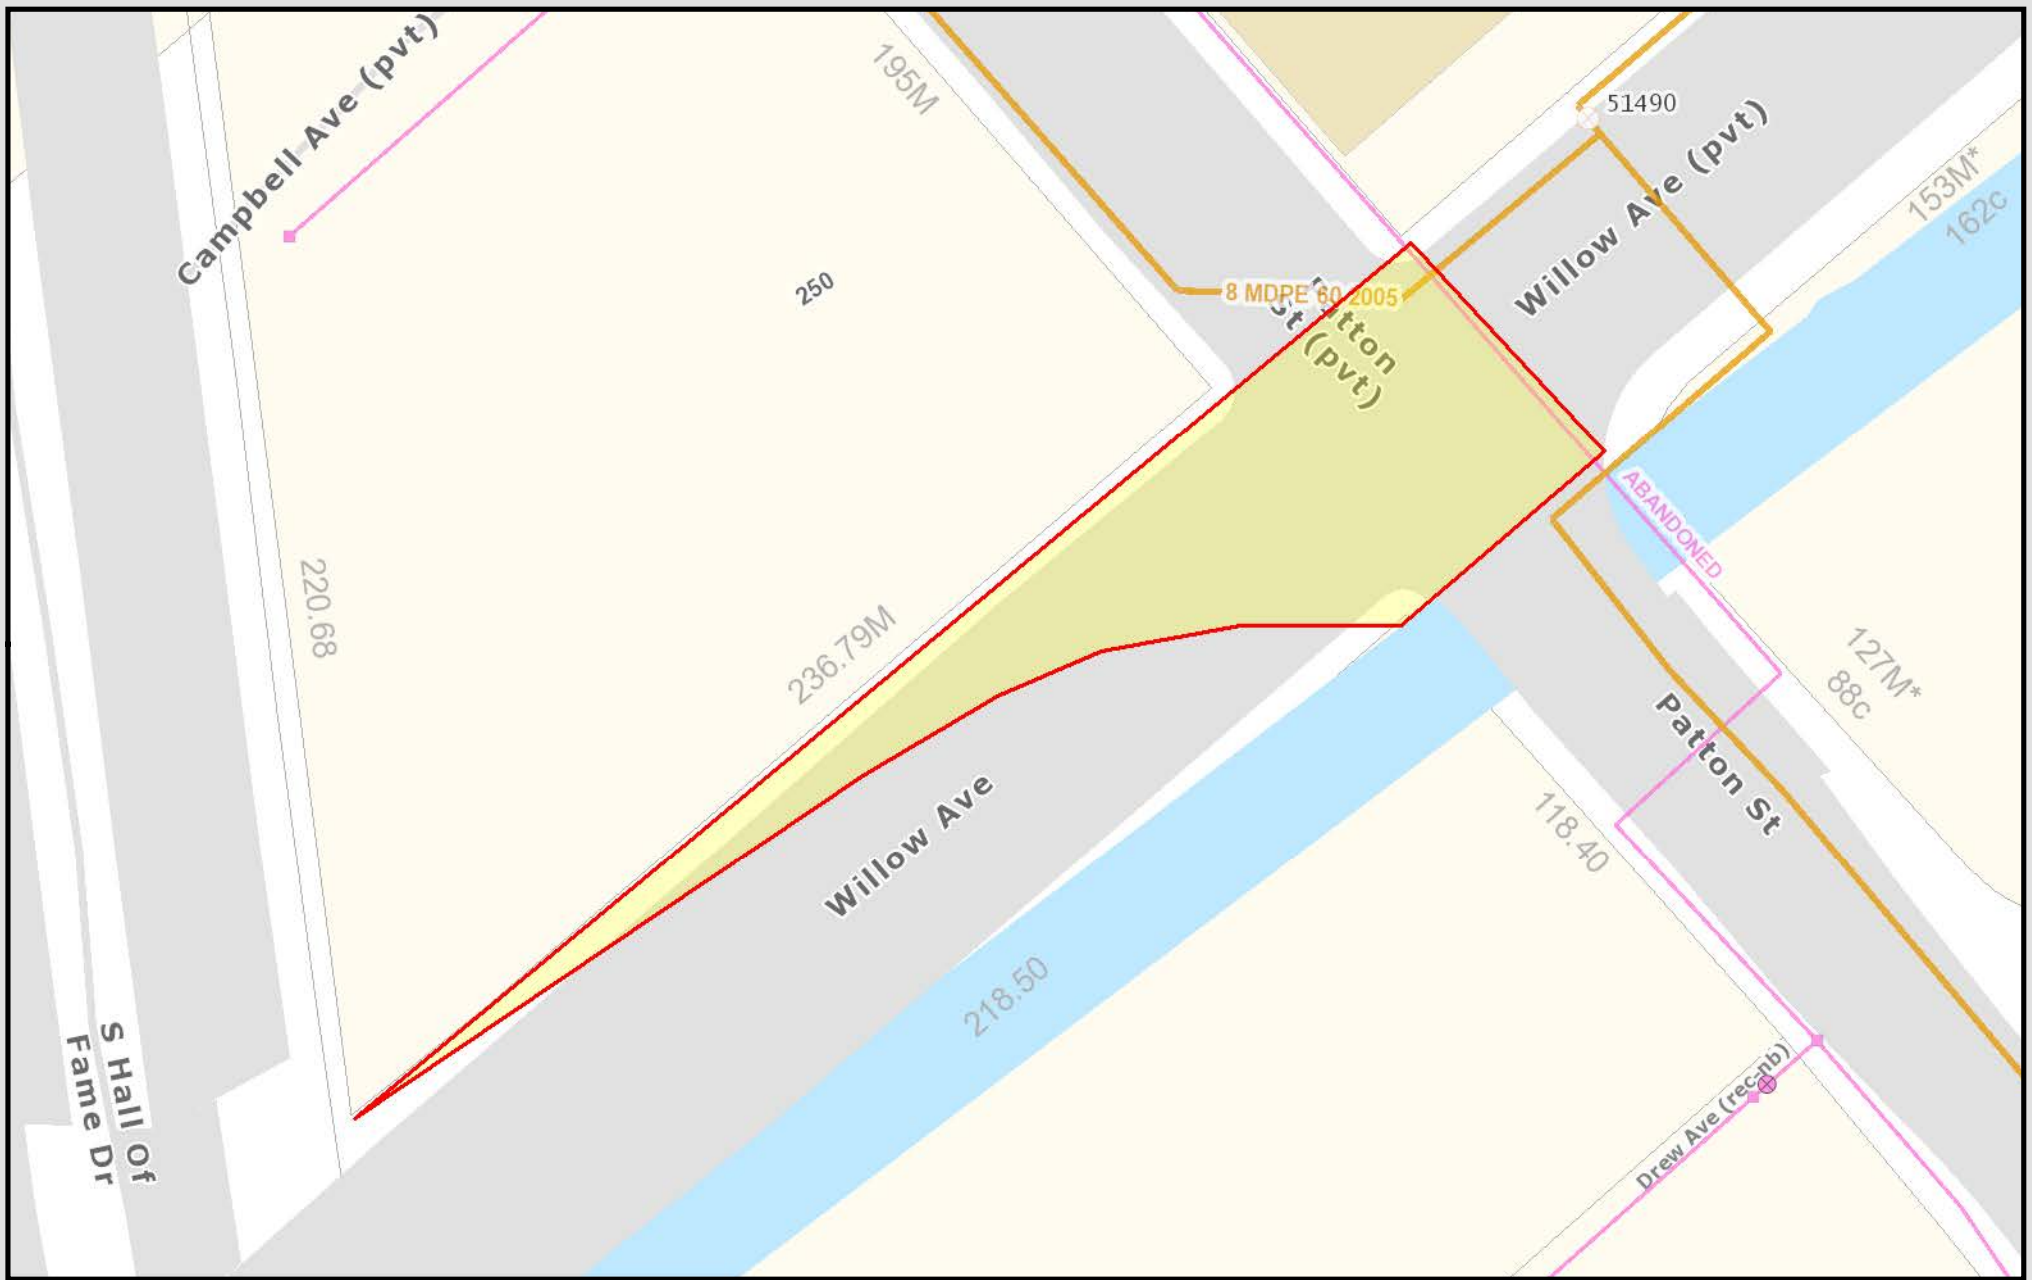 Campbell Ave (pvt)
195M
51490
Willow Ave (pvt)
153M*
162c
250
8 MDPE 60 2005
Patton
St (pvt)
ABANDONED
220.68
236.79M
127M*
88c
Patton St
Willow Ave
118.40
218.50
S Hall Of
Fame Dr
Drew Ave (rec-nb)